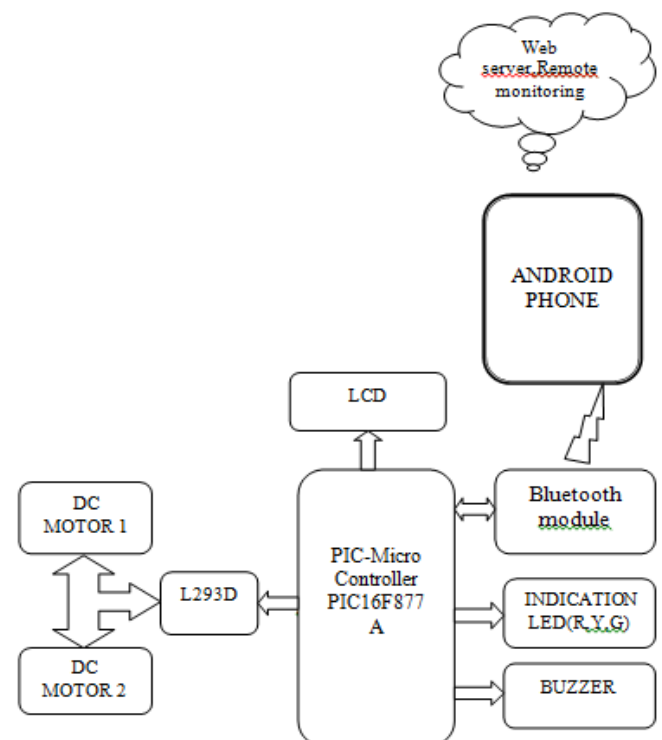 Web
server,Remote
monitoring
ANDROID
PHONE
LCD
DC
MOTOR 1
Bluetooth
module
PIC-Micro
Controller
PIC16F877
A
L293D
INDICATION
LED(R,Y,G)
DC
MOTOR 2
BUZZER